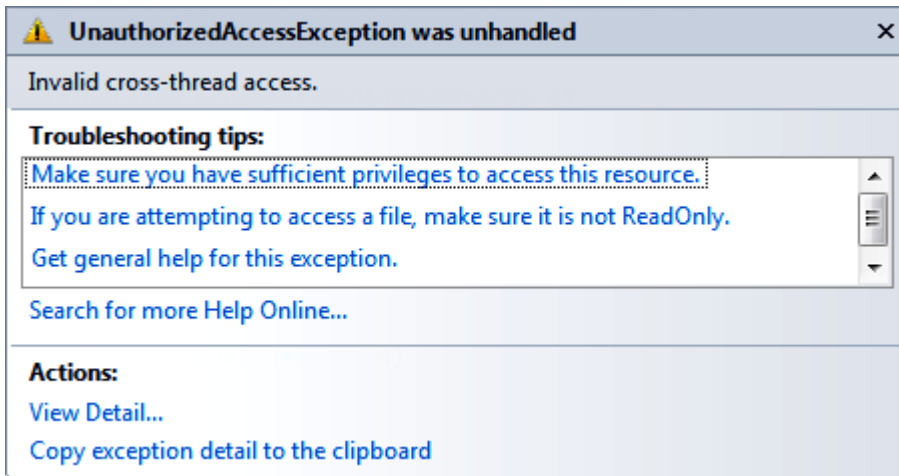 UnauthorizedAccessException was unhandled
Invalid cross-thread access.
Troubleshooting tips:
Make sure you have sufficient privileges to access this resource.
If you are attempting to access a file, make sure it is not ReadOnly.
Get general help for this exception.
Search for more Help Online...
Actions:
View Detail...
Copy exception detail to the clipboard